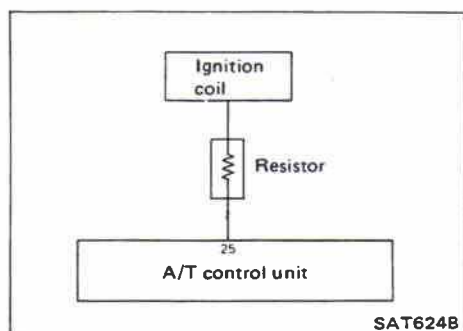 Ignition
coil
Resistor
25
A/T control unit
SAT624B